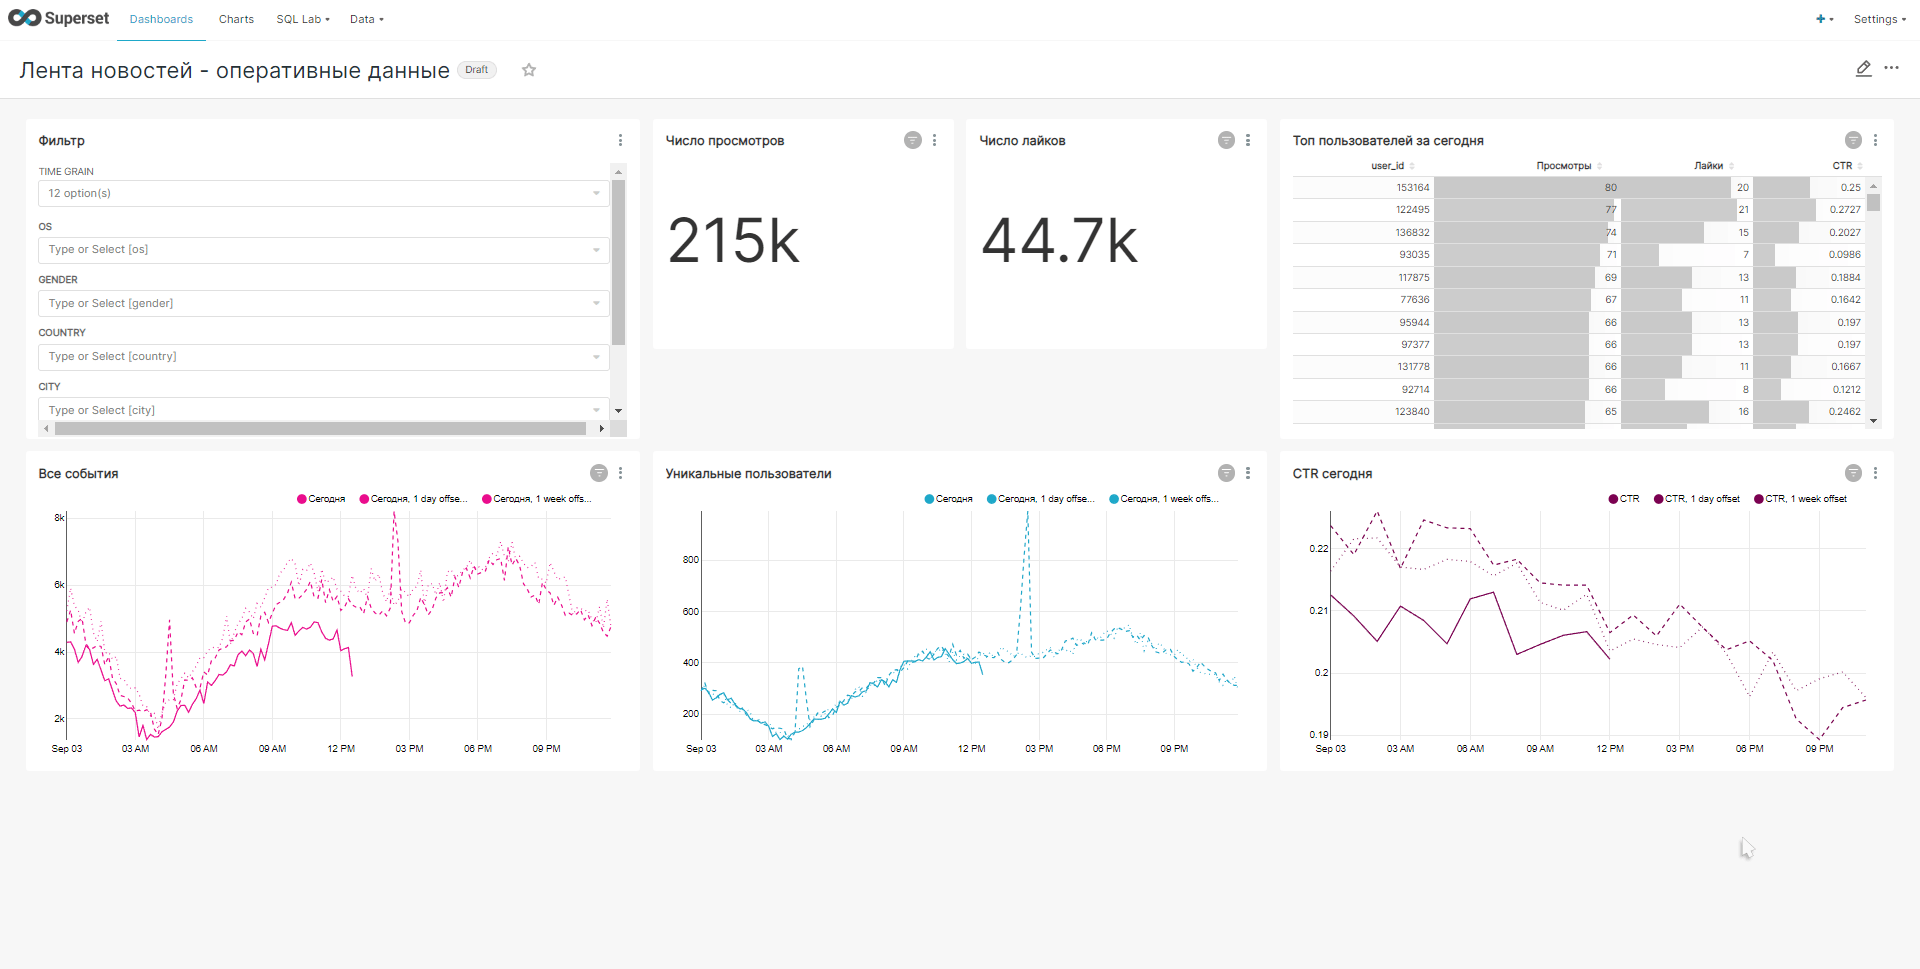 Superset Dashboards Charts SQL Lab Data Settings
Лента новостей - оперативные данные Draft
Фильтр
TIME GRAIN
12 option(s)
OS
Type or Select [os]
GENDER
Type or Select [gender]
COUNTRY
Type or Select [country]
CITY
Type or Select [city]
Число просмотров
215k
Число лайков
44.7k
Топ пользователей за сегодня
user_id Просмотры Лайки CTR
153164 80 20 0.25
122495 77 21 0.2727
136832 74 15 0.2027
93035 71 7 0.0986
117875 69 13 0.1884
77636 67 11 0.1642
95944 66 13 0.197
97377 66 13 0.197
131778 66 11 0.1667
92714 66 8 0.1212
123840 65 16 0.2462
Все события
Сегодня Сегодня, 1 day offse... Сегодня, 1 week offs...
8k
6k
4k
2k
Sep 03 03 AM 06 AM 09 AM 12 PM 03 PM 06 PM 09 PM
Уникальные пользователи
Сегодня Сегодня, 1 day offse... Сегодня, 1 week offs...
800
600
400
200
Sep 03 03 AM 06 AM 09 AM 12 PM 03 PM 06 PM 09 PM
CTR сегодня
CTR CTR, 1 day offset CTR, 1 week offset
0.22
0.21
0.2
0.19
Sep 03 03 AM 06 AM 09 AM 12 PM 03 PM 06 PM 09 PM